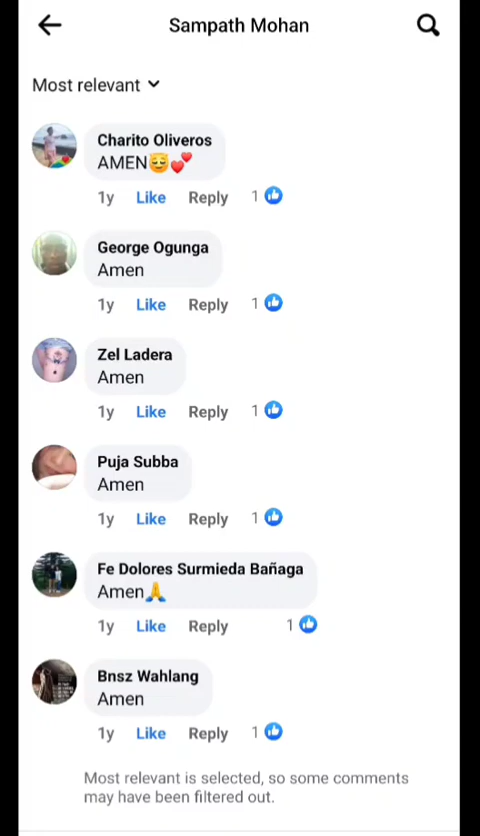 Sampath Mohan
Most relevant
Charito Oliveros
AMEN😇💕
1y Like Reply 1
George Ogunga
Amen
1y Like Reply 1
Zel Ladera
Amen
1y Like Reply 1
Puja Subba
Amen
1y Like Reply 1
Fe Dolores Surmieda Bañaga
Amen🙏
1y Like Reply 1
Bnsz Wahlang
Amen
1y Like Reply 1
Most relevant is selected, so some comments
may have been filtered out.